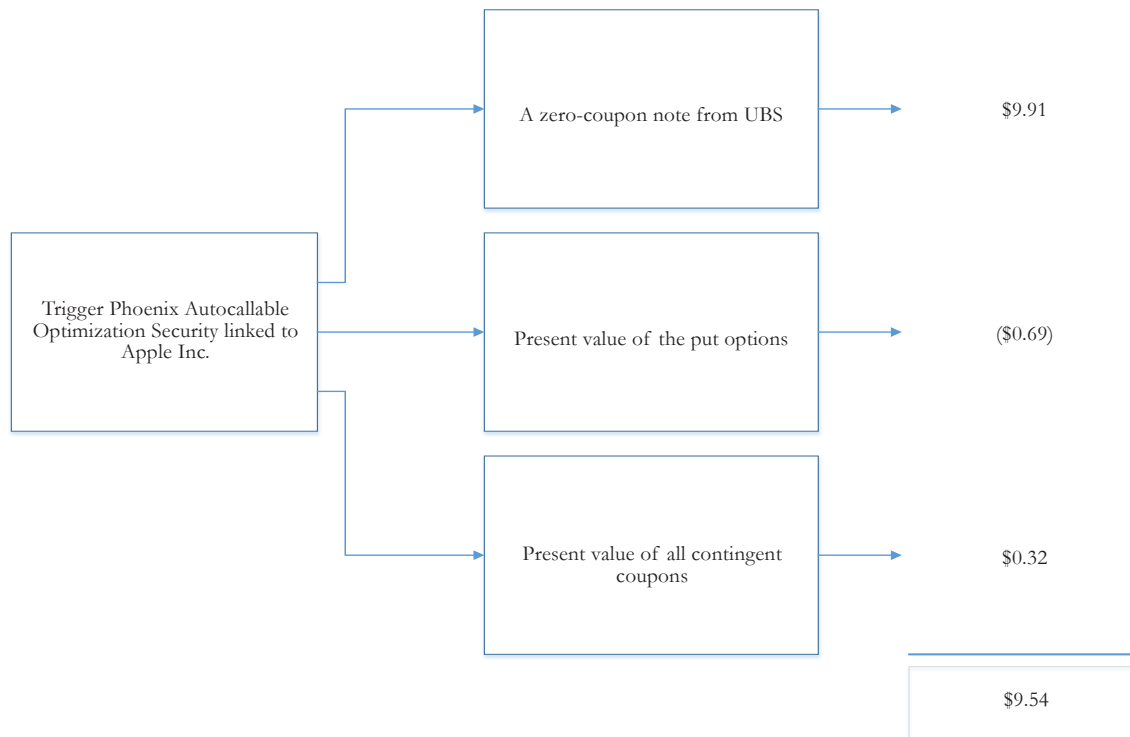 A zero-coupon note from UBS
$9.91
Trigger Phoenix Autocallable
Optimization Security linked to
Apple Inc.
Present value of the put options
($0.69)
Present value of all contingent
coupons
$0.32
$9.54